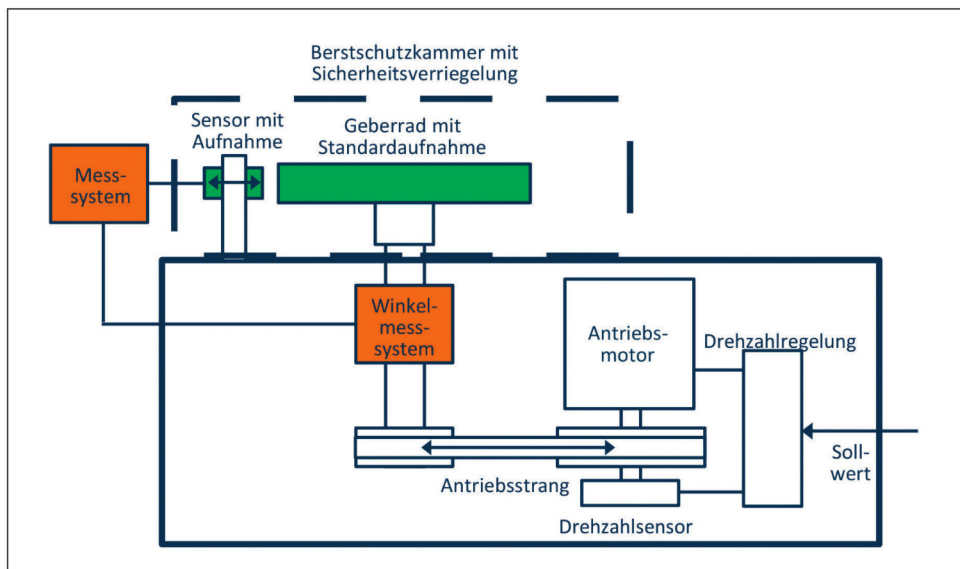 Berstschutzkammer mit
Sicherheitsverriegelung
Sensor mit
Aufnahme
Geberrad mit
Standardaufnahme
Mess-
system
Winkel-
mess-
system
Antriebs-
motor
Drehzahlregelung
Soll-
wert
Antriebsstrang
Drehzahlsensor